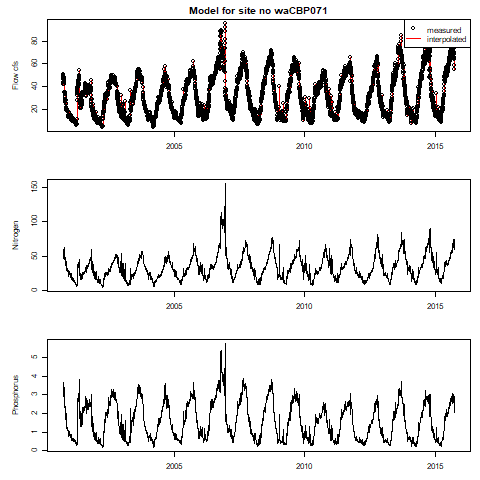 Model for site no waCBP071
measured
interpolated
Flow cfs
20 40 60 80
2005 2010 2015
Nitrogen
0 50 100 150
2005 2010 2015
Phosphorus
0 1 2 3 4 5
2005 2010 2015